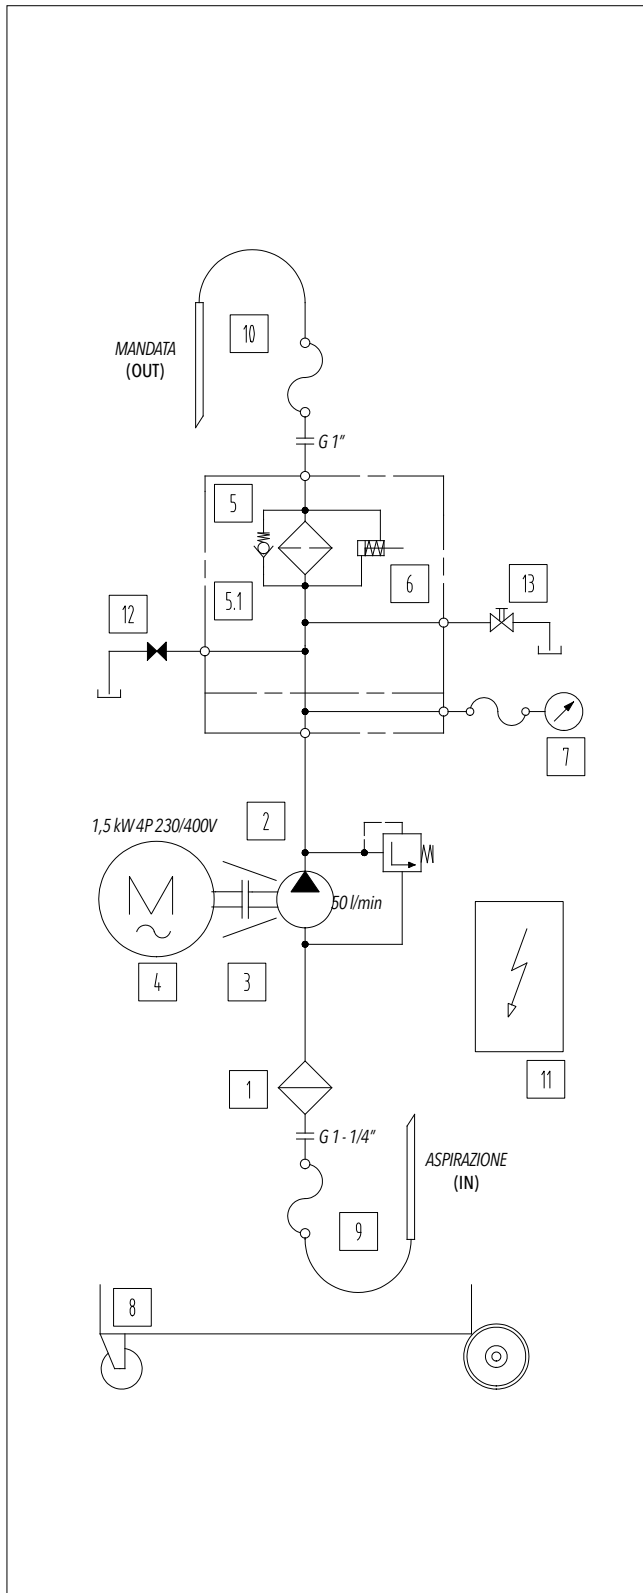 10
MANDATA
(OUT)
G 1"
5
5.1
6
13
12
7
2
1,5 kW 4P 230/400V
M
50 l/min
4
3
11
1
G 1 - 1/4"
ASPIRAZIONE
(IN)
9
8